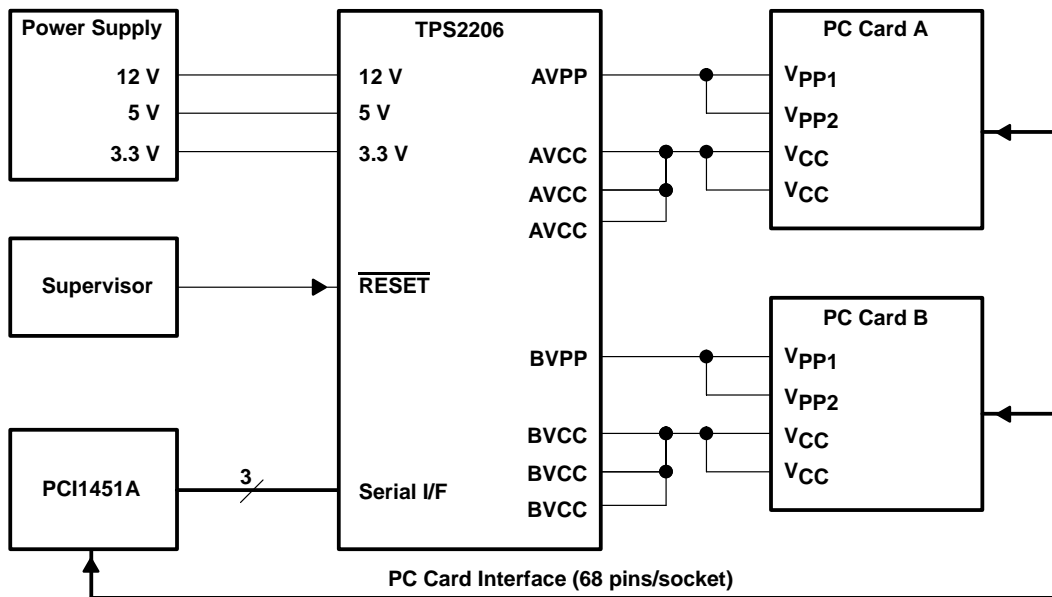 Power Supply
12 V
5 V
3.3 V
Supervisor
PCI1451A
3
TPS2206
12 V
5 V
3.3 V
RESET
Serial I/F
AVPP
AVCC
AVCC
AVCC
BVPP
BVCC
BVCC
BVCC
PC Card A
VPP1
VPP2
VCC
VCC
PC Card B
VPP1
VPP2
VCC
VCC
PC Card Interface (68 pins/socket)